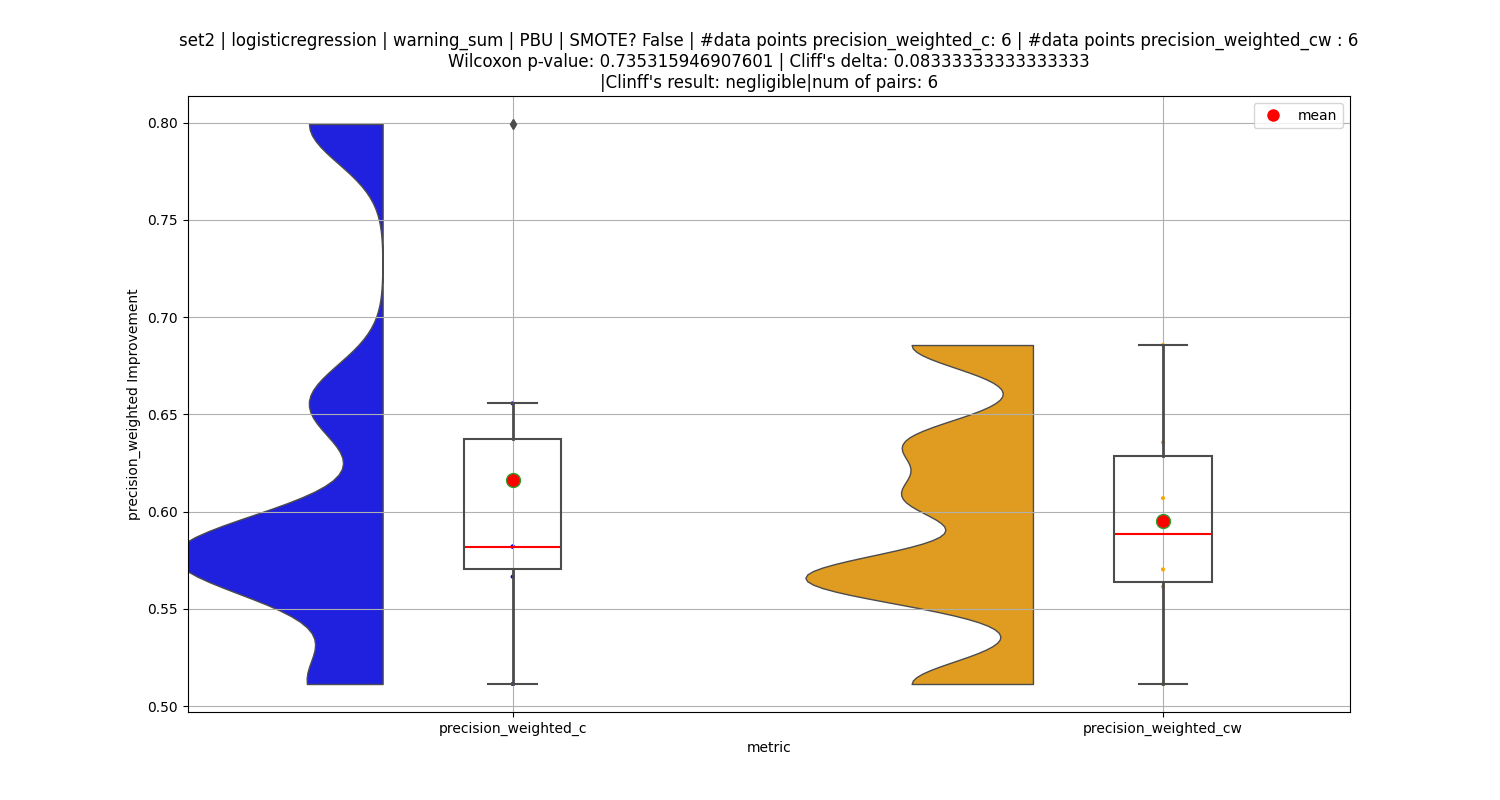 set2 | logisticregression | warning_sum | PBU | SMOTE? False | #data points precision_weighted_c: 6 | #data points precision_weighted_cw : 6
Wilcoxon p-value: 0.735315946907601 | Cliff's delta: 0.08333333333333333
|Clinff's result: negligible|num of pairs: 6
mean
0.80
0.75
0.70
0.65
0.60
0.55
0.50
precision_weighted Improvement
precision_weighted_c
precision_weighted_cw
metric